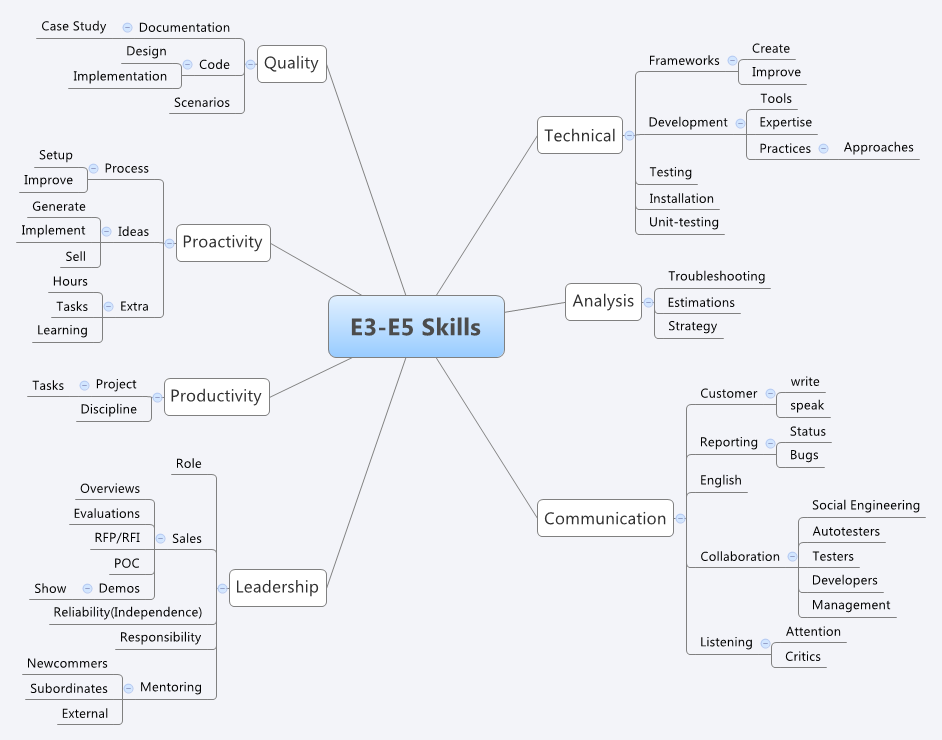 E3-E5 Skills
Quality
Documentation
Case Study
Code
Design
Implementation
Scenarios
Proactivity
Process
Setup
Improve
Ideas
Generate
Implement
Sell
Extra
Hours
Tasks
Learning
Productivity
Project
Tasks
Discipline
Leadership
Role
Sales
Overviews
Evaluations
RFP/RFI
POC
Demos
Show
Reliability(Independence)
Responsibility
Mentoring
Newcommers
Subordinates
External
Technical
Frameworks
Create
Improve
Development
Tools
Expertise
Practices
Approaches
Testing
Installation
Unit-testing
Analysis
Troubleshooting
Estimations
Strategy
Communication
Customer
write
speak
Reporting
Status
Bugs
English
Collaboration
Social Engineering
Autotesters
Testers
Developers
Management
Listening
Attention
Critics